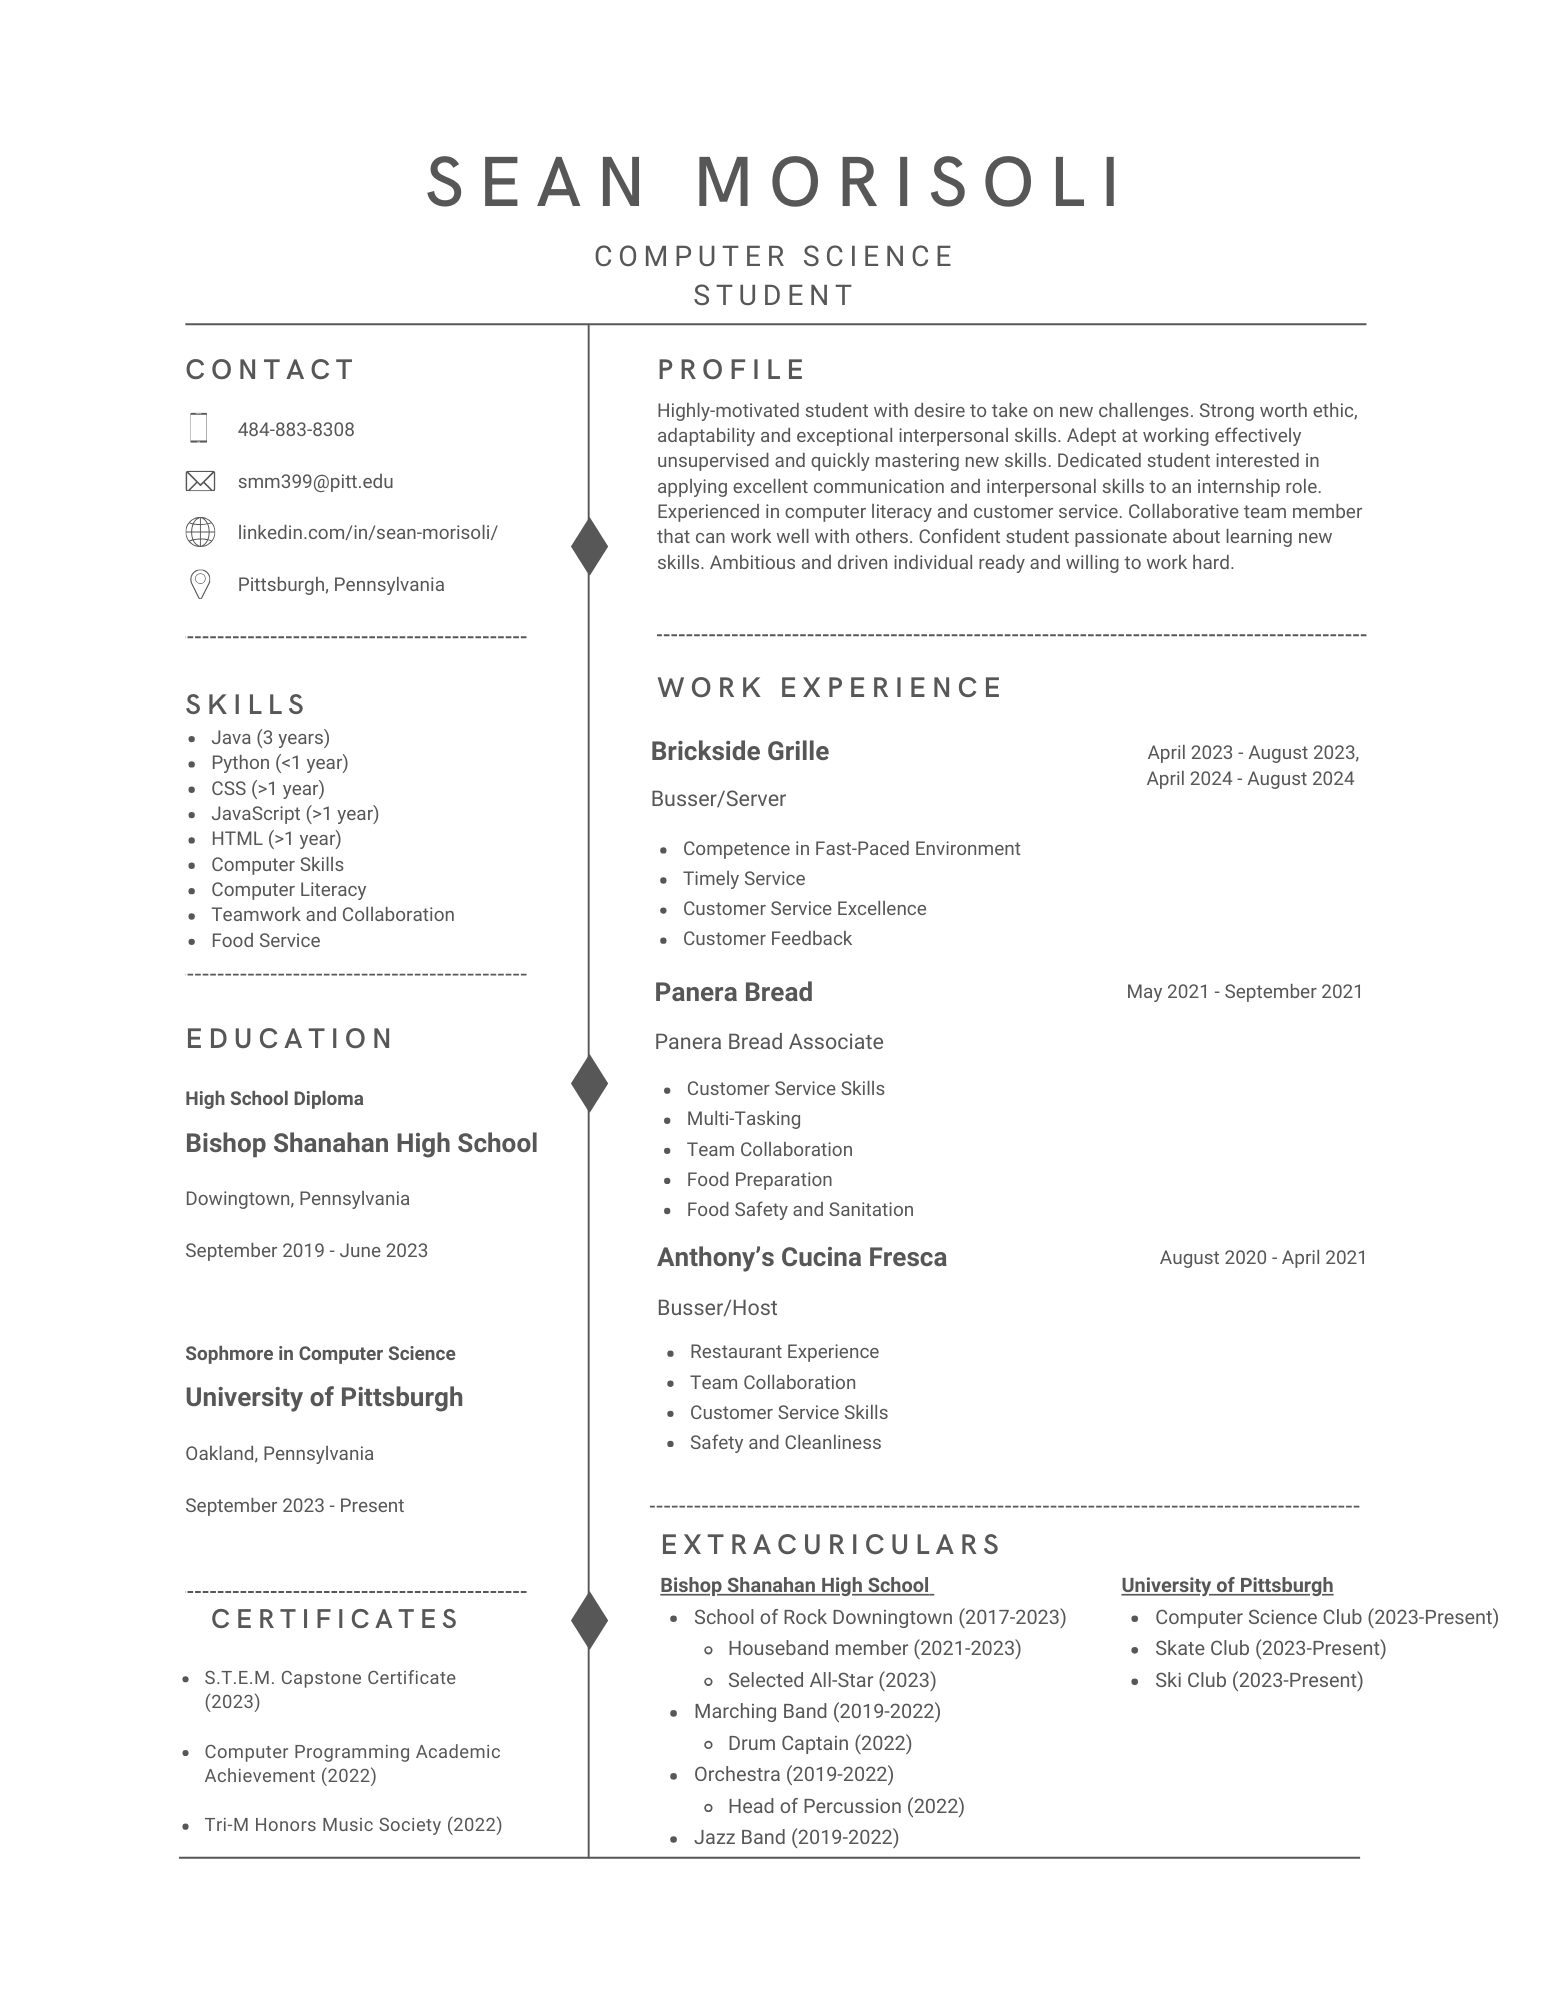 SEAN MORISOLI
COMPUTER SCIENCE
STUDENT
CONTACT
484-883-8308
smm399@pitt.edu
linkedin.com/in/sean-morisoli/
Pittsburgh, Pennsylvania
SKILLS
Java (3 years)
Python (<1 year)
CSS (>1 year)
JavaScript (>1 year)
HTML (>1 year)
Computer Skills
Computer Literacy
Teamwork and Collaboration
Food Service
EDUCATION
High School Diploma
Bishop Shanahan High School
Dowingtown, Pennsylvania
September 2019 - June 2023
Sophmore in Computer Science
University of Pittsburgh
Oakland, Pennsylvania
September 2023 - Present
CERTIFICATES
S.T.E.M. Capstone Certificate
(2023)
Computer Programming Academic
Achievement (2022)
Tri-M Honors Music Society (2022)
PROFILE
Highly-motivated student with desire to take on new challenges. Strong worth ethic,
adaptability and exceptional interpersonal skills. Adept at working effectively
unsupervised and quickly mastering new skills. Dedicated student interested in
applying excellent communication and interpersonal skills to an internship role.
Experienced in computer literacy and customer service. Collaborative team member
that can work well with others. Confident student passionate about learning new
skills. Ambitious and driven individual ready and willing to work hard.
WORK EXPERIENCE
Brickside Grille
April 2023 - August 2023,
April 2024 - August 2024
Busser/Server
Competence in Fast-Paced Environment
Timely Service
Customer Service Excellence
Customer Feedback
Panera Bread
May 2021 - September 2021
Panera Bread Associate
Customer Service Skills
Multi-Tasking
Team Collaboration
Food Preparation
Food Safety and Sanitation
Anthony’s Cucina Fresca
August 2020 - April 2021
Busser/Host
Restaurant Experience
Team Collaboration
Customer Service Skills
Safety and Cleanliness
EXTRACURICULARS
Bishop Shanahan High School
School of Rock Downingtown (2017-2023)
Houseband member (2021-2023)
Selected All-Star (2023)
Marching Band (2019-2022)
Drum Captain (2022)
Orchestra (2019-2022)
Head of Percussion (2022)
Jazz Band (2019-2022)
University of Pittsburgh
Computer Science Club (2023-Present)
Skate Club (2023-Present)
Ski Club (2023-Present)